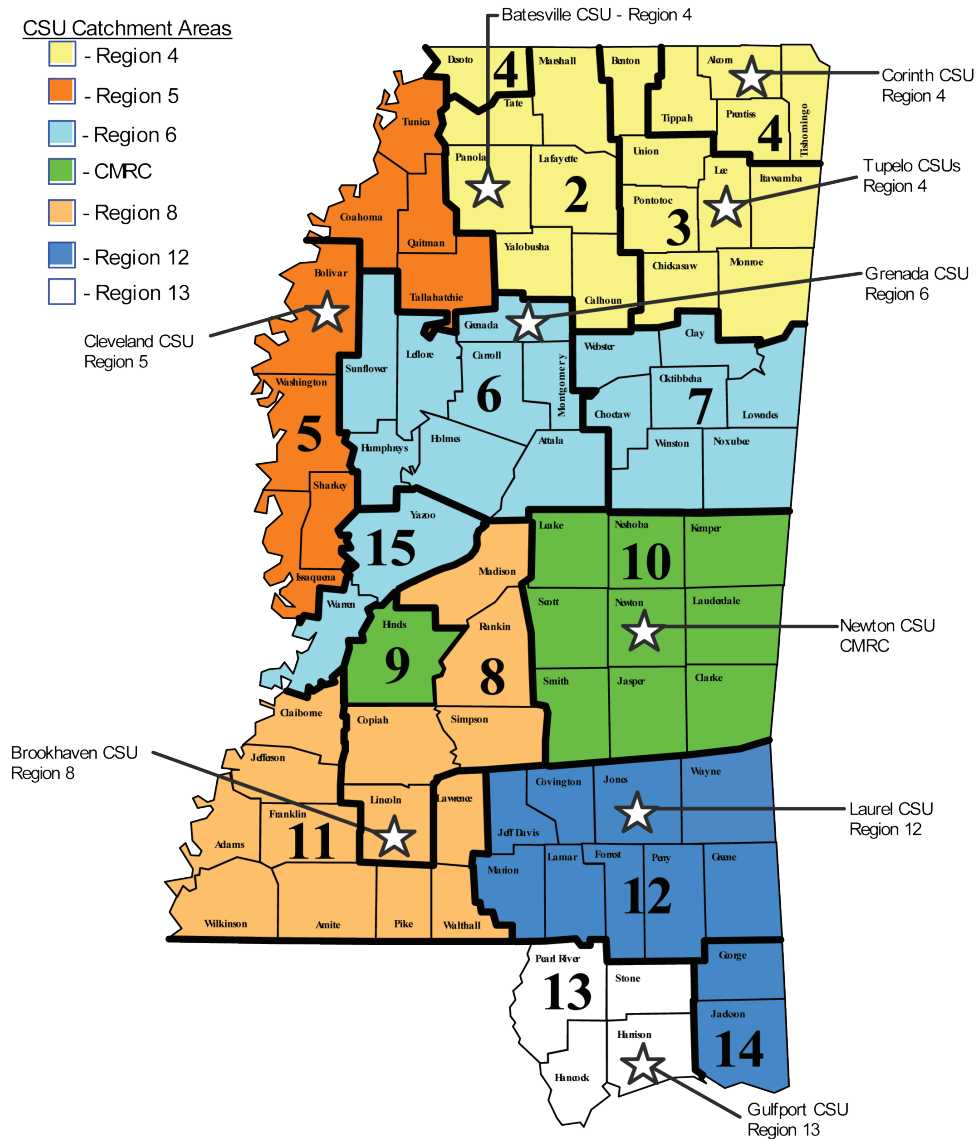 Batesville CSU - Region 4
CSU Catchment Areas
- Region 4
- Region 5
- Region 6
- CMRC
- Region 8
- Region 12
- Region 13
Desoto
4
Marshall
Benton
Alcorn
Corinth CSU
Region 4
Tate
Tunica
Tippah
Prentiss
4
Tishomingo
Panola
Lafayette
2
Union
Lee
Itawamba
Tupelo CSUs
Region 4
Pontotoc
3
Coahoma
Quitman
Yalobusha
Chickasaw
Monroe
Bolivar
Tallahatchie
Calhoun
Grenada CSU
Region 6
Cleveland CSU
Region 5
Grenada
Clay
Webster
Sunflower
Leflore
Carroll
Montgomery
6
Washington
Oktibbeha
7
Choctaw
Lowndes
5
Humphreys
Holmes
Attala
Winston
Noxubee
Sharkey
Yazoo
15
Leake
Neshoba
Kemper
10
Issaquena
Madison
Warren
Scott
Newton
Lauderdale
Hinds
9
Rankin
8
Newton CSU
CMRC
Smith
Jasper
Clarke
Claiborne
Copiah
Simpson
Brookhaven CSU
Region 8
Jefferson
Covington
Jones
Wayne
Lincoln
Lawrence
Laurel CSU
Region 12
Franklin
11
Adams
Jeff Davis
Marion
Lamar
Forrest
Perry
Greene
12
Wilkinson
Amite
Pike
Walthall
Pearl River
13
Stone
George
Jackson
14
Harrison
Hancock
Gulfport CSU
Region 13